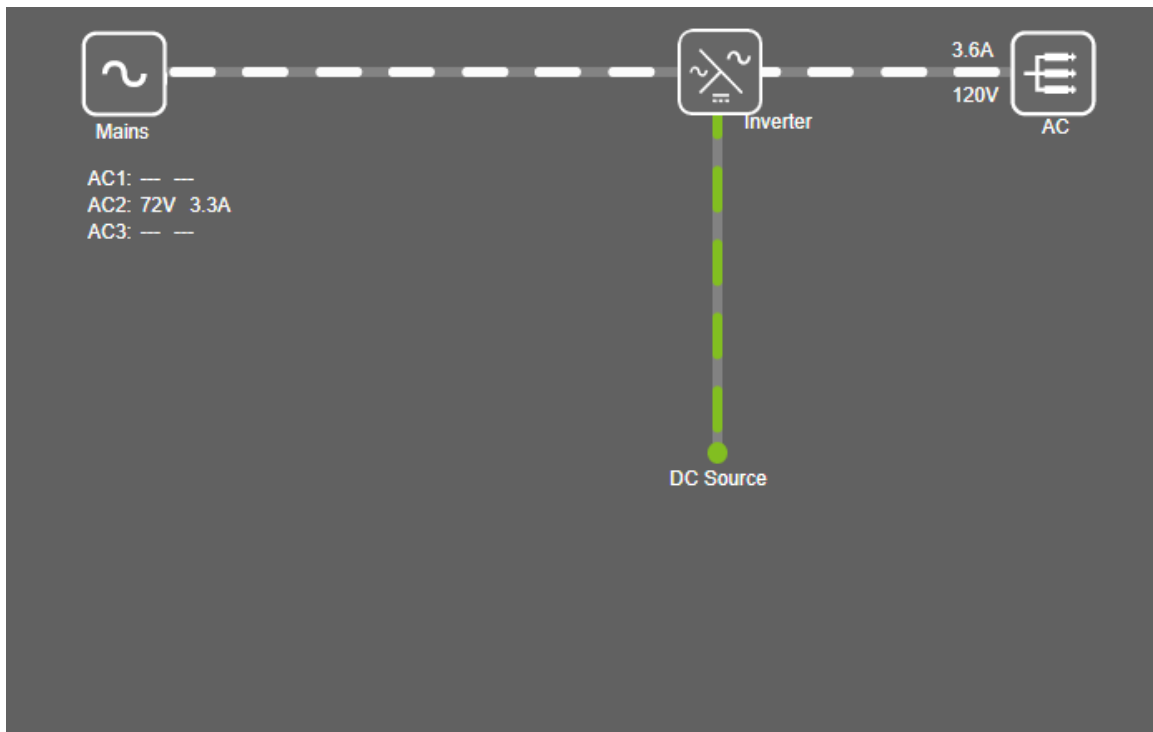 3.6A
120V
Mains
Inverter
AC
AC1: --- ---
AC2: 72V 3.3A
AC3: --- ---
DC Source